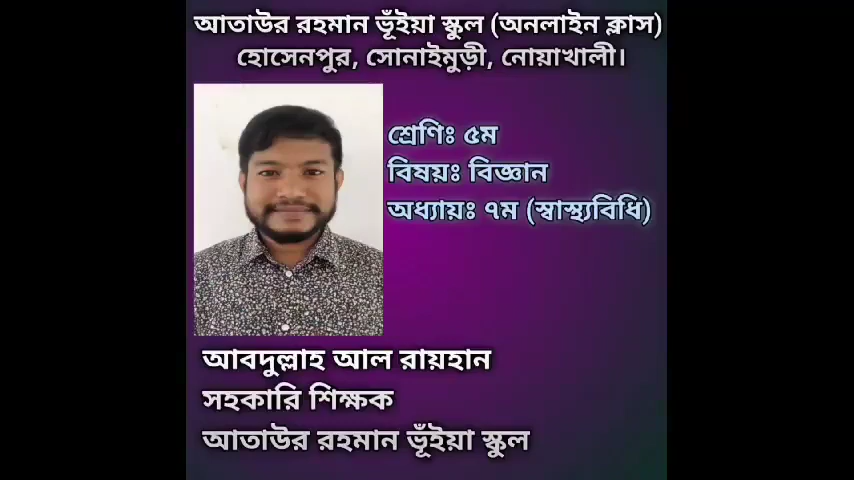 আতাউর রহমান ভূঁইয়া স্কুল (অনলাইন ক্লাস)
হোসেনপুর, সোনাইমুড়ী, নোয়াখালী।
শ্রেণিঃ ৫ম
বিষয়ঃ বিজ্ঞান
অধ্যায়ঃ ৭ম (স্বাস্থ্যবিধি)
আবদুল্লাহ আল রায়হান
সহকারি শিক্ষক
আতাউর রহমান ভূঁইয়া স্কুল